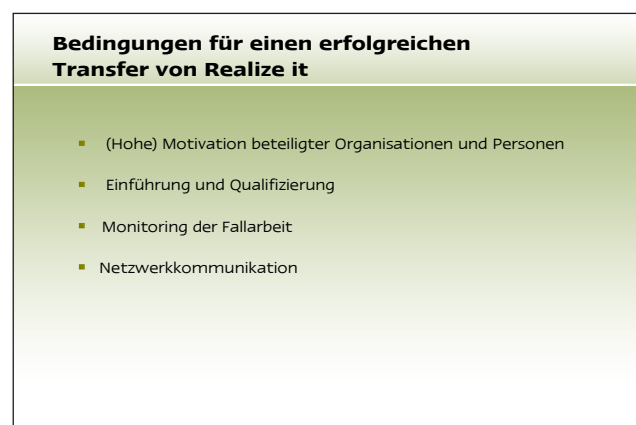 Bedingungen für einen erfolgreichen
Transfer von Realize it
(Hohe) Motivation beteiligter Organisationen und Personen
Einführung und Qualifizierung
Monitoring der Fallarbeit
Netzwerkkommunikation